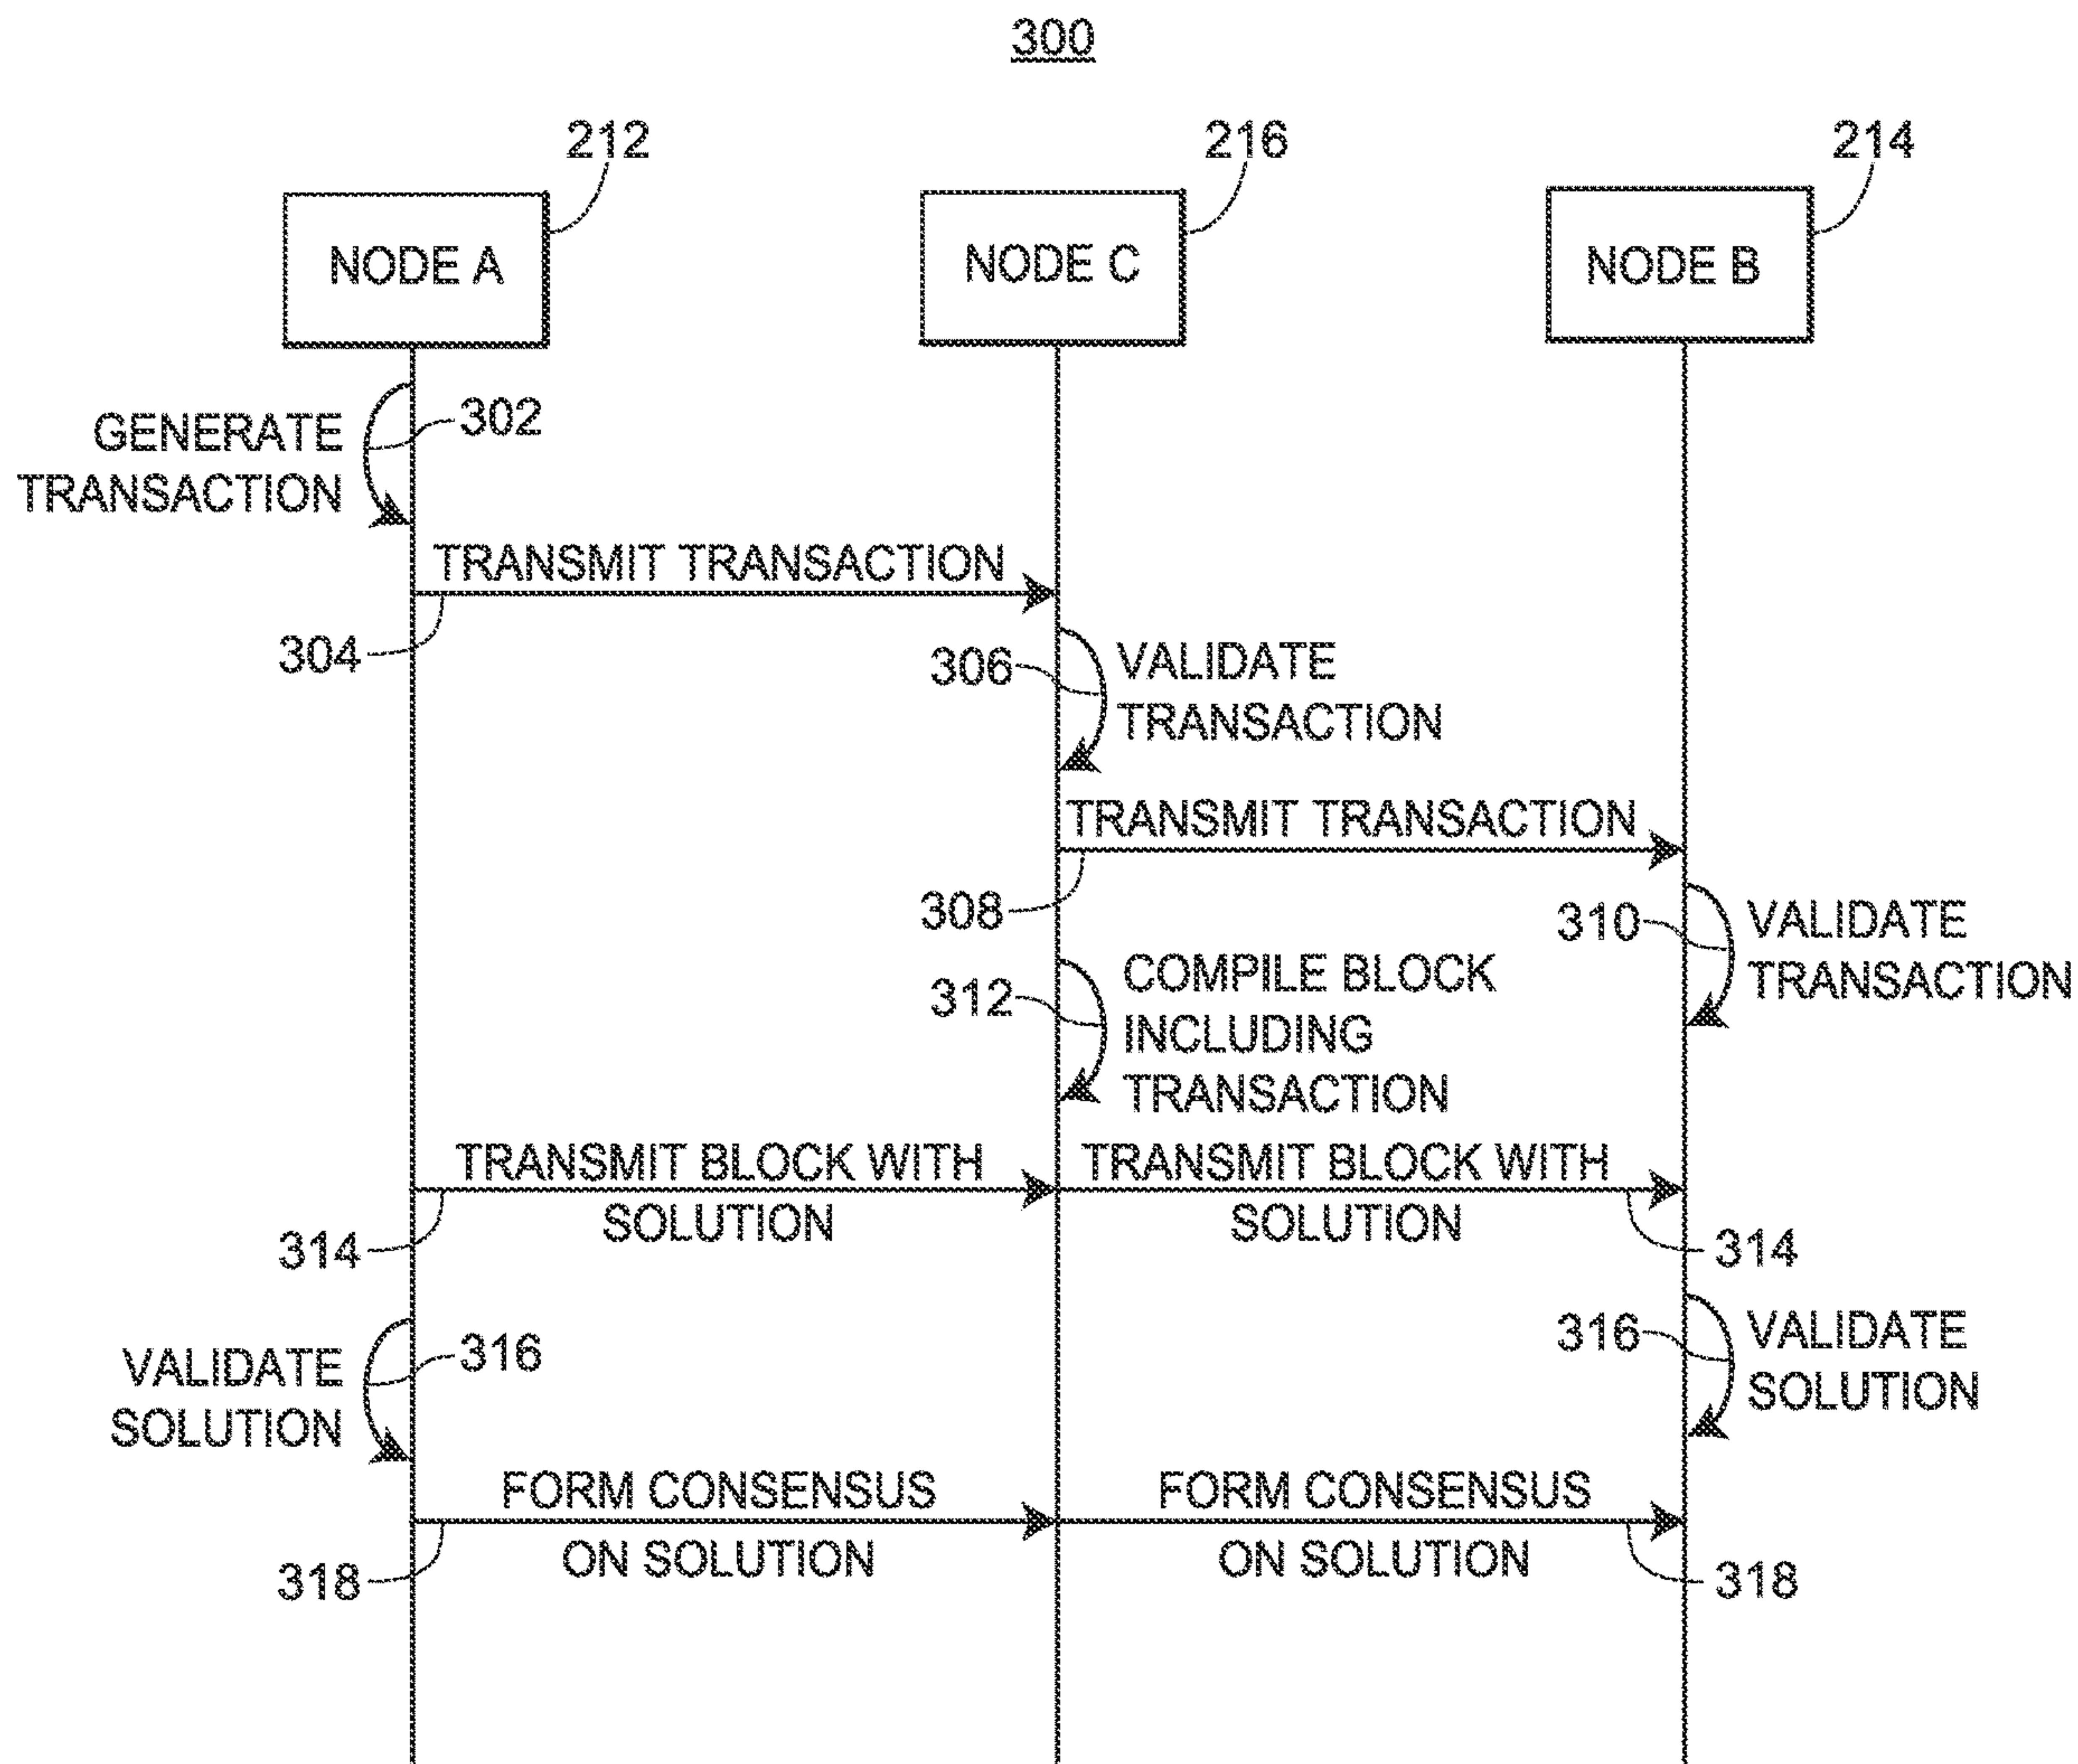 300
212
216
214
NODE A
NODE C
NODE B
GENERATE
TRANSACTION
302
TRANSMIT TRANSACTION
304
306
VALIDATE
TRANSACTION
TRANSMIT TRANSACTION
308
310
VALIDATE
TRANSACTION
312
COMPILE BLOCK
INCLUDING
TRANSACTION
TRANSMIT BLOCK WITH
SOLUTION
TRANSMIT BLOCK WITH
SOLUTION
314
314
VALIDATE
SOLUTION
316
316
VALIDATE
SOLUTION
FORM CONSENSUS
ON SOLUTION
FORM CONSENSUS
ON SOLUTION
318
318